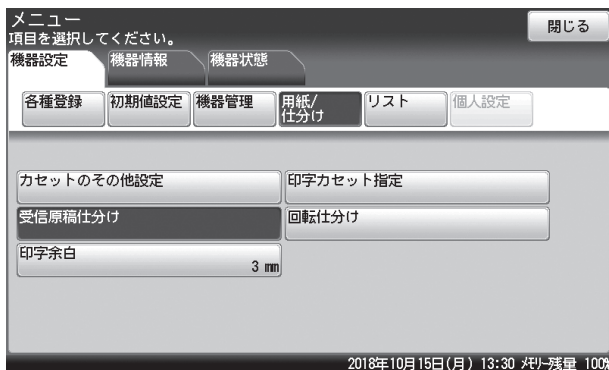 メニュー
項目を選択してください。
閉じる
機器設定
機器情報
機器状態
各種登録
初期値設定
機器管理
用紙/
仕分け
リスト
個人設定
カセットのその他設定
印字カセット指定
受信原稿仕分け
回転仕分け
印字余白
3 mm
2018年10月15日(月) 13:30 メモリー残量 100%